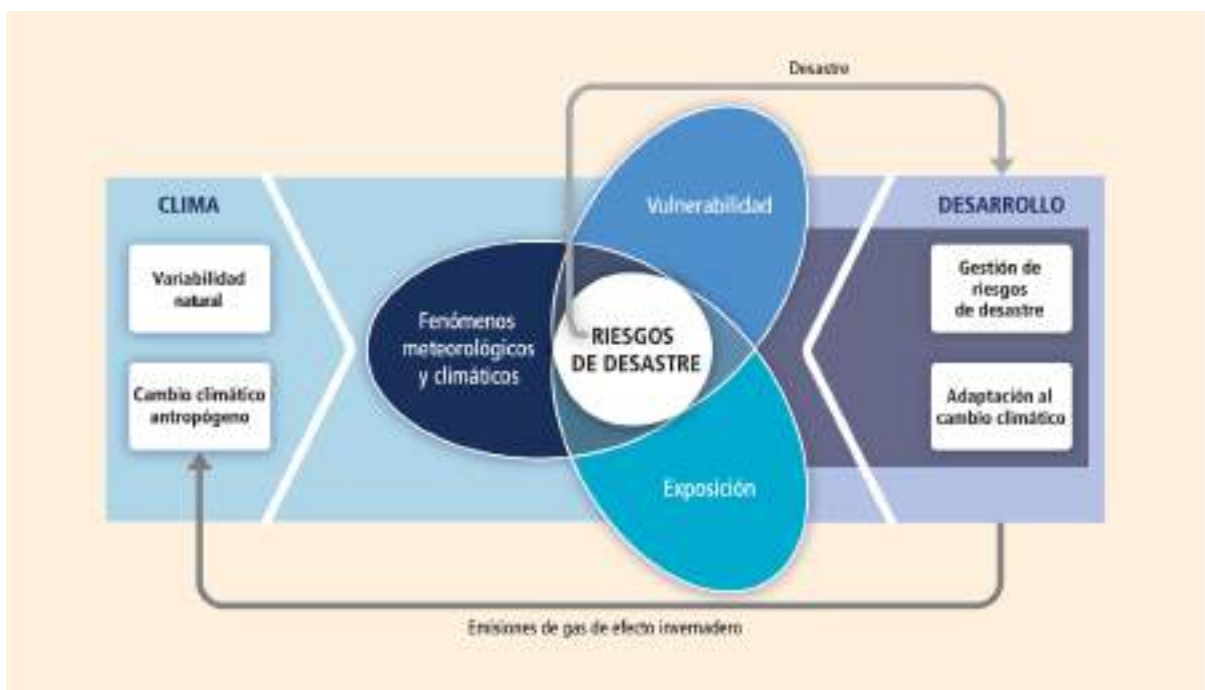 Desastre
CLIMA
Variabilidad
natural
Cambio climático
antropógeno
Fenómenos
meteorológicos
y climáticos
Vulnerabilidad
RIESGOS
DE DESASTRE
Exposición
DESARROLLO
Gestión de
riesgos
de desastre
Adaptación al
cambio climático
Emisiones de gas de efecto invernadero